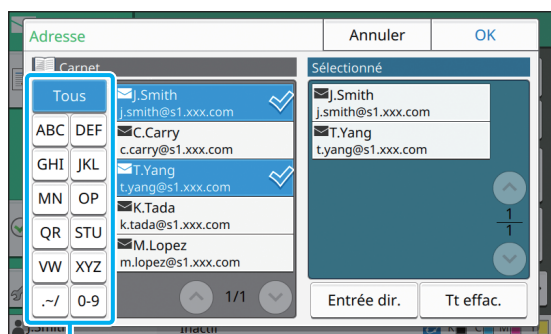 Adresse
Annuler
OK
Carnet
Sélectionné
Tous
ABC DEF
GHI JKL
MN OP
QR STU
VW XYZ
.~/ 0-9
J.Smith
j.smith@s1.xxx.com
C.Carry
c.carry@s1.xxx.com
T.Yang
t.yang@s1.xxx.com
K.Tada
k.tada@s1.xxx.com
M.Lopez
m.lopez@s1.xxx.com
1/1
J.Smith
j.smith@s1.xxx.com
T.Yang
t.yang@s1.xxx.com
1
1
Entrée dir.
Tt effac.
J.Smith
Inactif